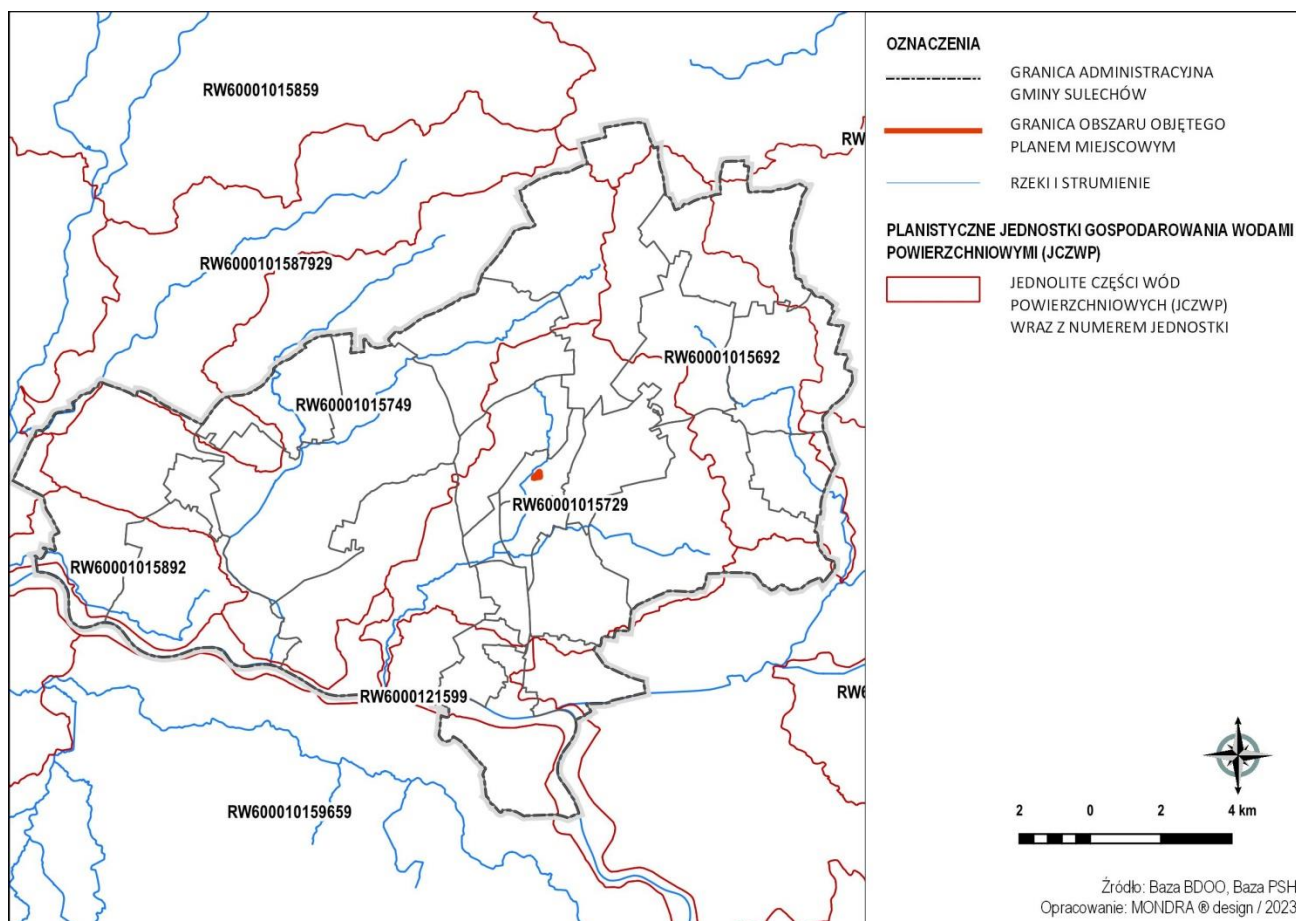 RW60001015859
RW
RW6000101587929
RW60001015692
RW60001015749
RW60001015729
RW60001015892
RW6000121599
RW6
RW600010159659
OZNACZENIA
GRANICA ADMINISTRACYJNA
GMINY SULECHÓW
GRANICA OBSZARU OBJĘTEGO
PLANEM MIEJSCOWYM
RZEKI I STRUMIENIE
PLANISTYCZNE JEDNOSTKI GOSPODAROWANIA WODAMI
POWIERZCHNIOWYMI (JCZWP)
JEDNOLITE CZĘŚCI WÓD
POWIERZCHNIOWYCH (JCZWP)
WRAZ Z NUMEREM JEDNOSTKI
2 0 2 4 km
Źródło: Baza BDOO, Baza PSH
Opracowanie: MONDRA ® design / 2023